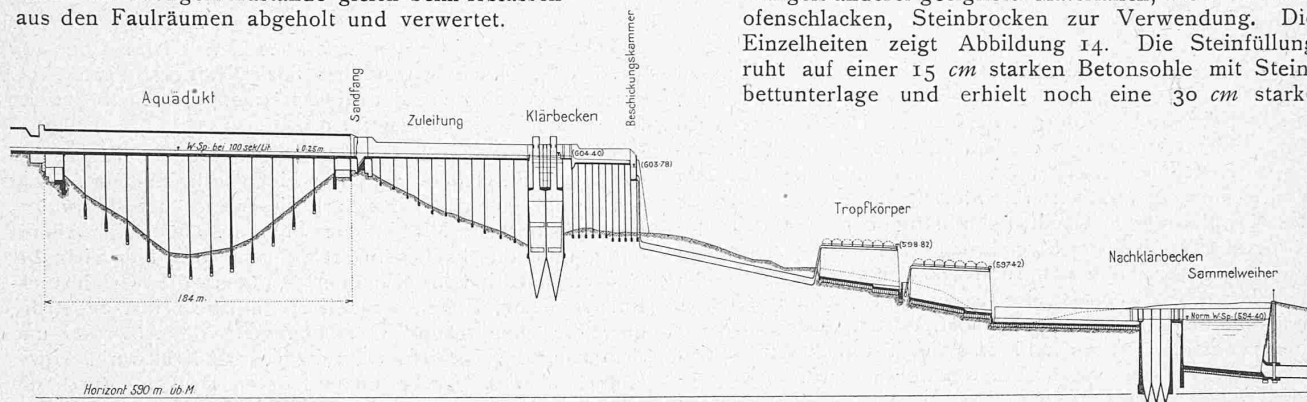 aus den Faulräumen abgeholt und verwertet.
ofenschlacken, Steinbrocken zur Verwendung. Di
Einzelheiten zeigt Abbildung 14. Die Steinfüllung
ruht auf einer 15 cm starken Betonsohle mit Stein
bettunterlage und erhielt noch eine 30 cm stark
Aquädukt
Sandfang
Zuleitung
Klärbecken
Beschickungskammer
W-Sp. bei 100 sek/Lit.
0·25m
(604·40)
(603·78)
Tropfkörper
(598·82)
(597·42)
Nachklärbecken
Sammelweiher
Norm. W. Sp. (594·40)
184 m.
Horizont 590 m. üb. M.